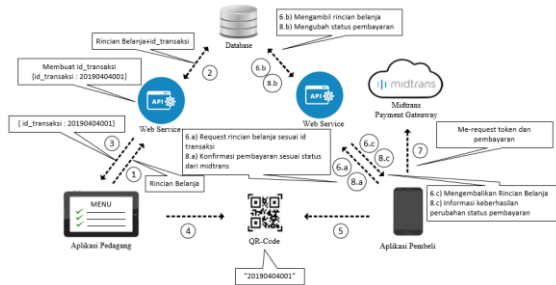 6.b) Mengambil rincian belanja
8.b) Mengubah status pembayaran
Rincian Belanja+id_transaksi
Database
2
6.b
8.b
Membuat id_transaksi
{id_transaksi : 20190404001}
API
Web Service
API
Web Service
midtrans
Midtrans
Payment Gateaway
{ id_transaksi : 20190404001}
3
1
Rincian Belanja
6.a) Request rincian belanja sesuai id
transaksi
8.a) Konfirmasi pembayaran sesuai status
dari midtrans
6.c
8.c
6.a
8.a
7
Me-request token dan
pembayaran
MENU
Aplikasi Pedagang
4
QR-Code
5
Aplikasi Pembeli
6.c) Mengembalikan Rincian Belanja
8.c) Informasi keberhasilan
perubahan status pembayaran
"20190404001"